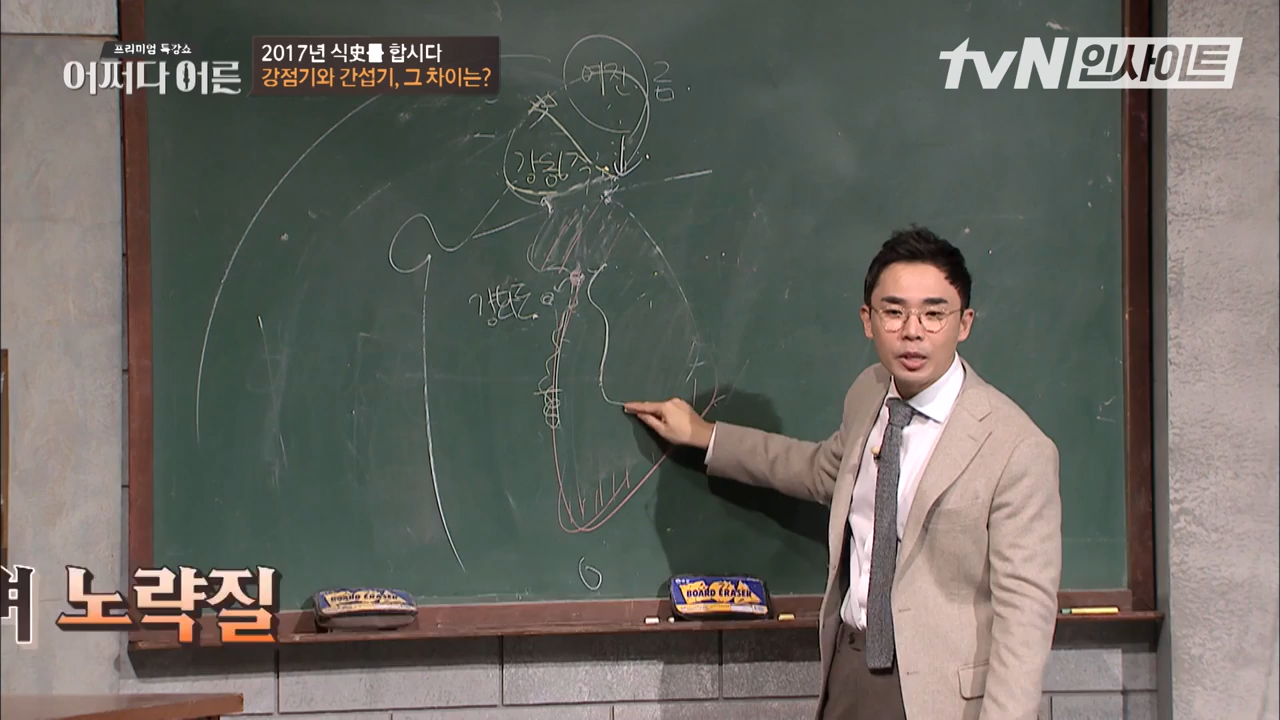 프리미엄 특강쇼
어쩌다 어른
2017년 식史를 합시다
강점기와 간섭기, 그 차이는?
tvN 인사이트
여진 금
강동6주
강화도
며 노략질
BOARD ERASER
BOARD ERASER